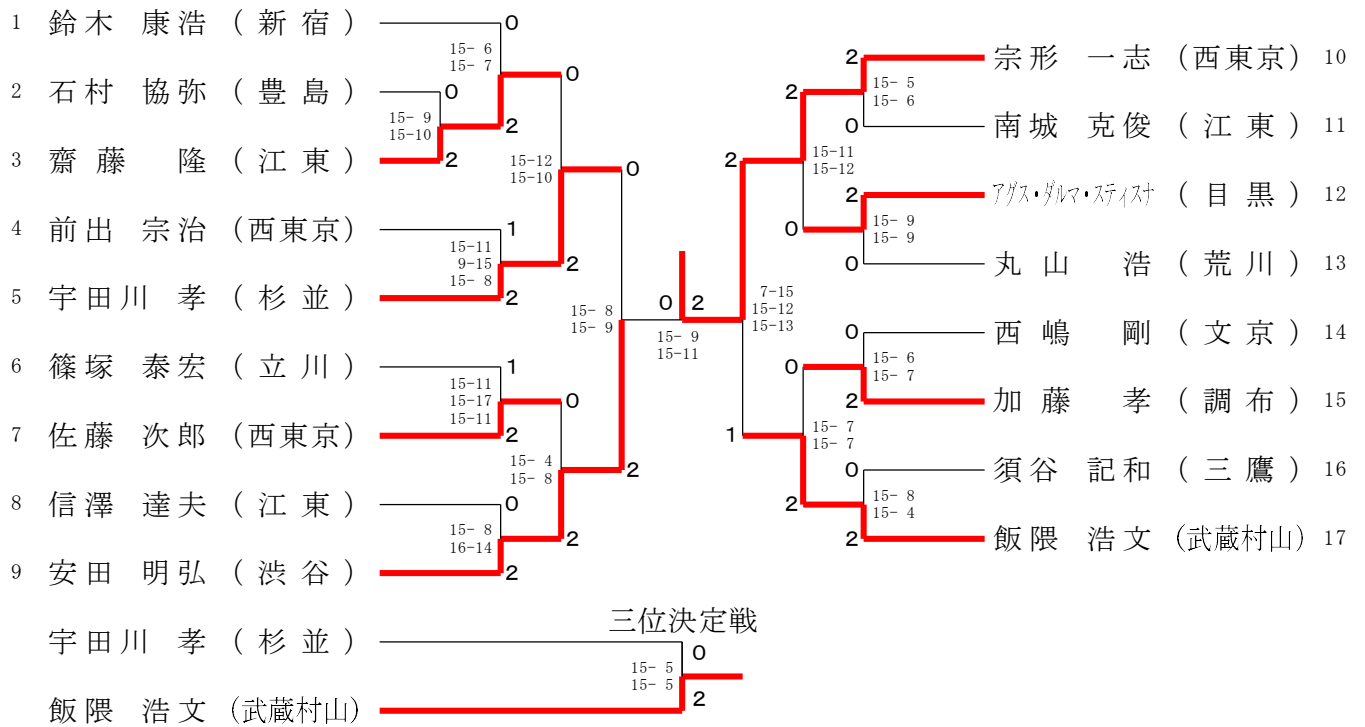 1 鈴木 康浩 (新宿) 0
15- 6
15- 7
0
2 石村 協弥 (豊島) 0
15- 9
15-10
2
3 齋藤 隆 (江東) 2
15-12
15-10
0
4 前出 宗治 (西東京) 1
15-11
9-15
15- 8
2
5 宇田川 孝 (杉並) 2
15- 8
15- 9
6 篠塚 泰宏 (立川) 1
15-11
15-17
15-11
0
7 佐藤 次郎 (西東京) 2
15- 4
15- 8
2
8 信澤 達夫 (江東) 0
15- 8
16-14
2
9 安田 明弘 (渋谷) 2
0 2
15- 9
15-11
2 宗形 一志 (西東京) 10
2
15- 5
15- 6
0 南城 克俊 (江東) 11
2
15-11
15-12
2 アグス・ダルマ・スティスナ (目黒) 12
0
15- 9
15- 9
0 丸山 浩 (荒川) 13
7-15
15-12
15-13
0 西嶋 剛 (文京) 14
0
15- 6
15- 7
2 加藤 孝 (調布) 15
1
15- 7
15- 7
0 須谷 記和 (三鷹) 16
2
15- 8
15- 4
2 飯隈 浩文 (武蔵村山) 17
三位決定戦
宇田川 孝 (杉並) 0
15- 5
15- 5
飯隈 浩文 (武蔵村山) 2